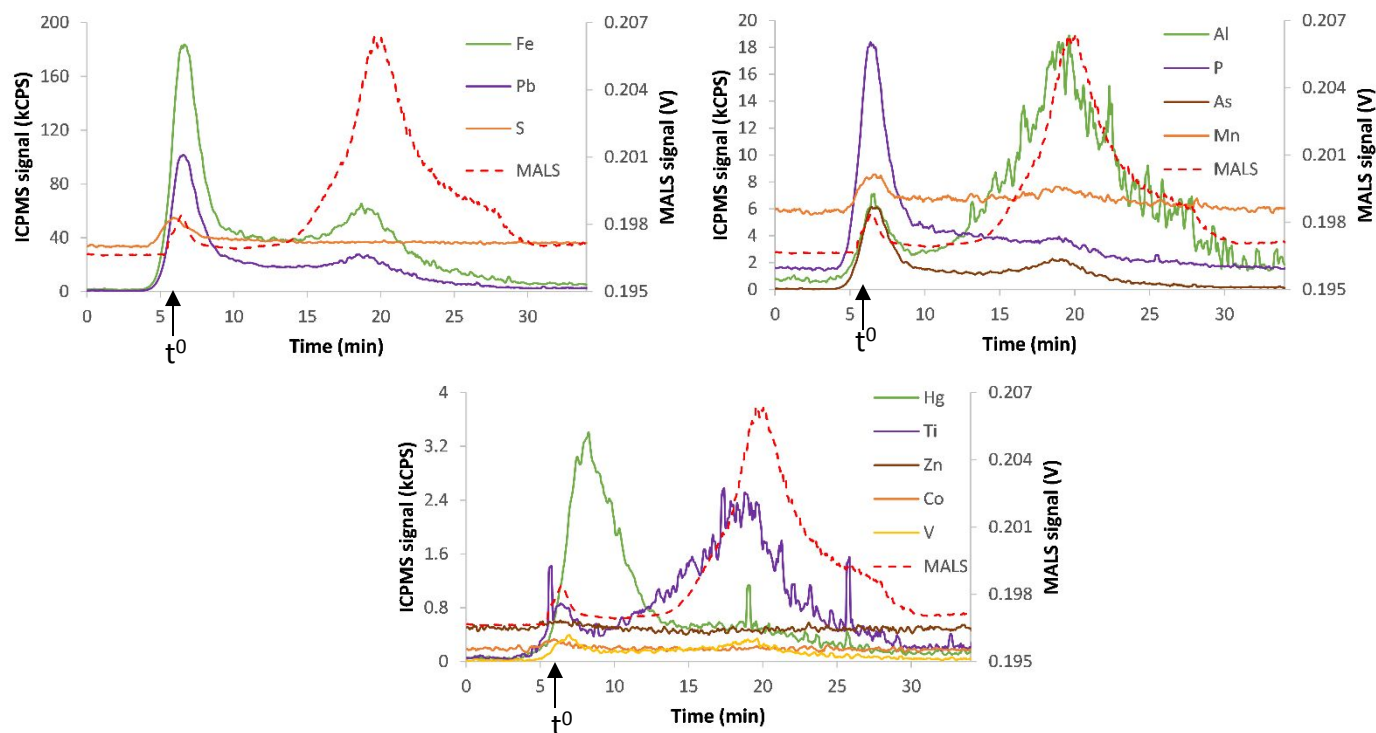 ICPMS signal (kCPS)
200
160
120
80
40
0
0 5 10 15 20 25 30
t0
Time (min)
Fe
Pb
S
MALS
0.207
0.204
0.201
0.198
0.195
MALS signal (V)
ICPMS signal (kCPS)
20
18
16
14
12
10
8
6
4
2
0
0 5 10 15 20 25 30
t0
Time (min)
Al
P
As
Mn
MALS
0.207
0.204
0.201
0.198
0.195
MALS signal (V)
ICPMS signal (kCPS)
4
3.2
2.4
1.6
0.8
0
0 5 10 15 20 25 30
t0
Time (min)
Hg
Ti
Zn
Co
V
MALS
0.207
0.204
0.201
0.198
0.195
MALS signal (V)